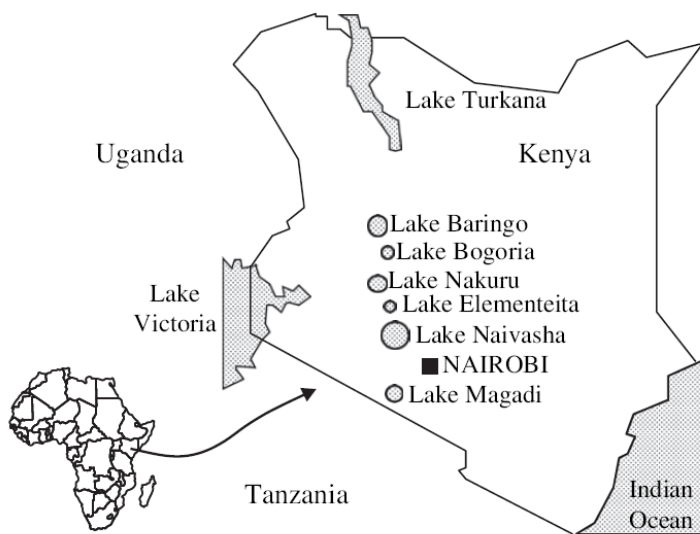 Lake Turkana
Uganda
Kenya
Lake Baringo
Lake Bogoria
Lake Nakuru
Lake Elementeita
Lake
Victoria
Lake Naivasha
NAIROBI
Lake Magadi
Tanzania
Indian
Ocean